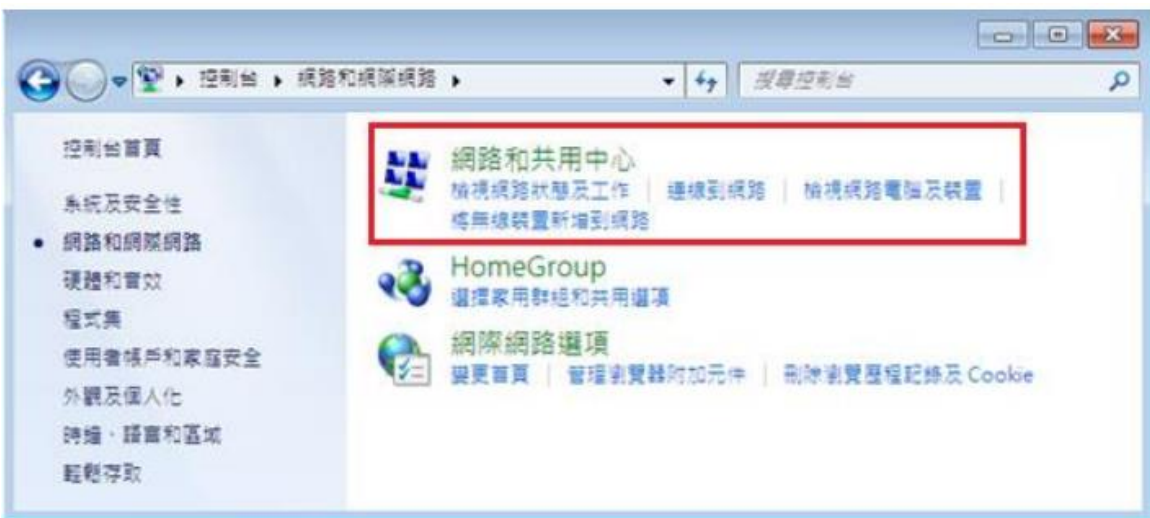 控制台 ▸ 網路和網際網路 ▸
搜尋控制台
控制台首頁
系統及安全性
• 網路和網際網路
硬體和音效
程式集
使用者帳戶和家庭安全
外觀及個人化
時鐘、語言和區域
輕鬆存取
網路和共用中心
檢視網路狀態及工作 | 連線到網路 | 檢視網路電腦及裝置 |
將無線裝置新增到網路
HomeGroup
選擇家用群組和共用選項
網際網路選項
變更首頁 | 管理瀏覽器附加元件 | 刪除瀏覽歷程記錄及 Cookie